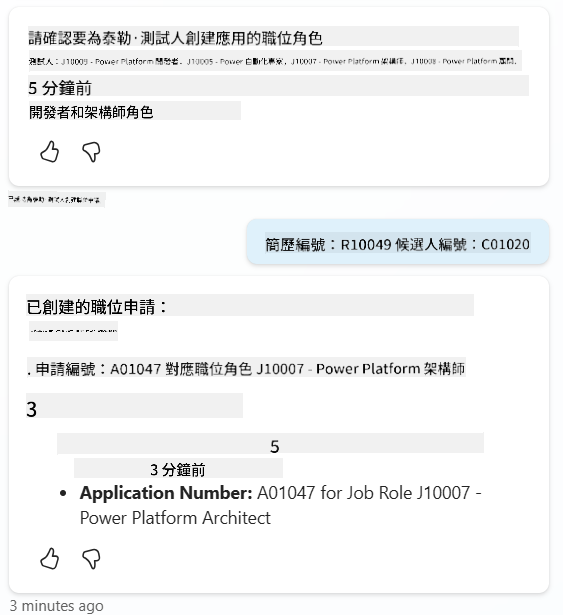 請確認要為泰勒·測試人創建應用的職位角色
測試人：J10009 - Power Platform 開發者、J10005 - Power 自動化專家、J10007 - Power Platform 架構師、J10008 - Power Platform 顧問。
5 分鐘前
開發者和架構師角色
簡歷編號：R10049 候選人編號：C01020
已創建的職位申請：
. 申請編號：A01047 對應職位角色 J10007 - Power Platform 架構師
3
5
3 分鐘前
• Application Number: A01047 for Job Role J10007 -
Power Platform Architect
3 minutes ago